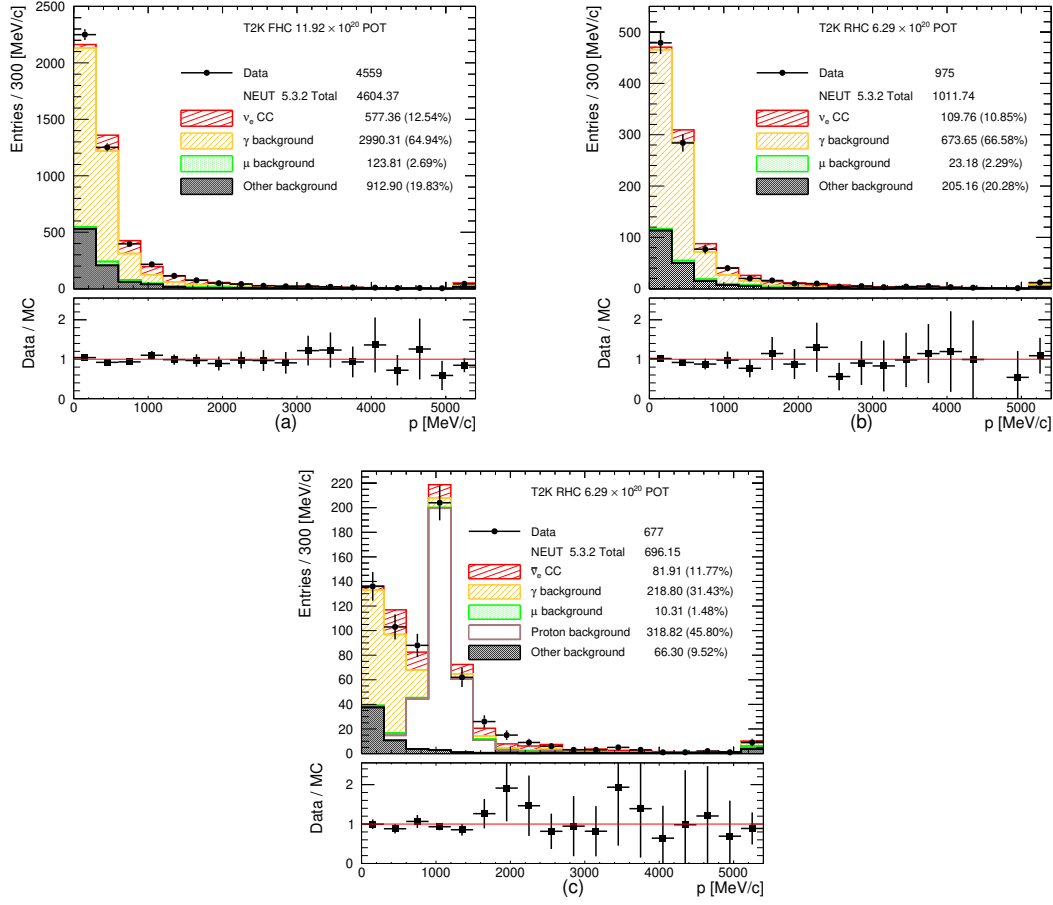 T2K FHC 11.92 × 10²⁰ POT
Entries / 300 [MeV/c]
2500
2000
1500
1000
500
0
Data 4559
NEUT 5.3.2 Total 4604.37
νₑ CC 577.36 (12.54%)
γ background 2990.31 (64.94%)
μ background 123.81 (2.69%)
Other background 912.90 (19.83%)
Data / MC
2
1
0
0 1000 2000 3000 4000 5000
p [MeV/c]
(a)
T2K RHC 6.29 × 10²⁰ POT
Entries / 300 [MeV/c]
500
400
300
200
100
0
Data 975
NEUT 5.3.2 Total 1011.74
νₑ CC 109.76 (10.85%)
γ background 673.65 (66.58%)
μ background 23.18 (2.29%)
Other background 205.16 (20.28%)
Data / MC
2
1
0
0 1000 2000 3000 4000 5000
p [MeV/c]
(b)
T2K RHC 6.29 × 10²⁰ POT
Entries / 300 [MeV/c]
220
200
180
160
140
120
100
80
60
40
20
0
Data 677
NEUT 5.3.2 Total 696.15
ν̅ₑ CC 81.91 (11.77%)
γ background 218.80 (31.43%)
μ background 10.31 (1.48%)
Proton background 318.82 (45.80%)
Other background 66.30 (9.52%)
Data / MC
2
1
0
0 1000 2000 3000 4000 5000
p [MeV/c]
(c)